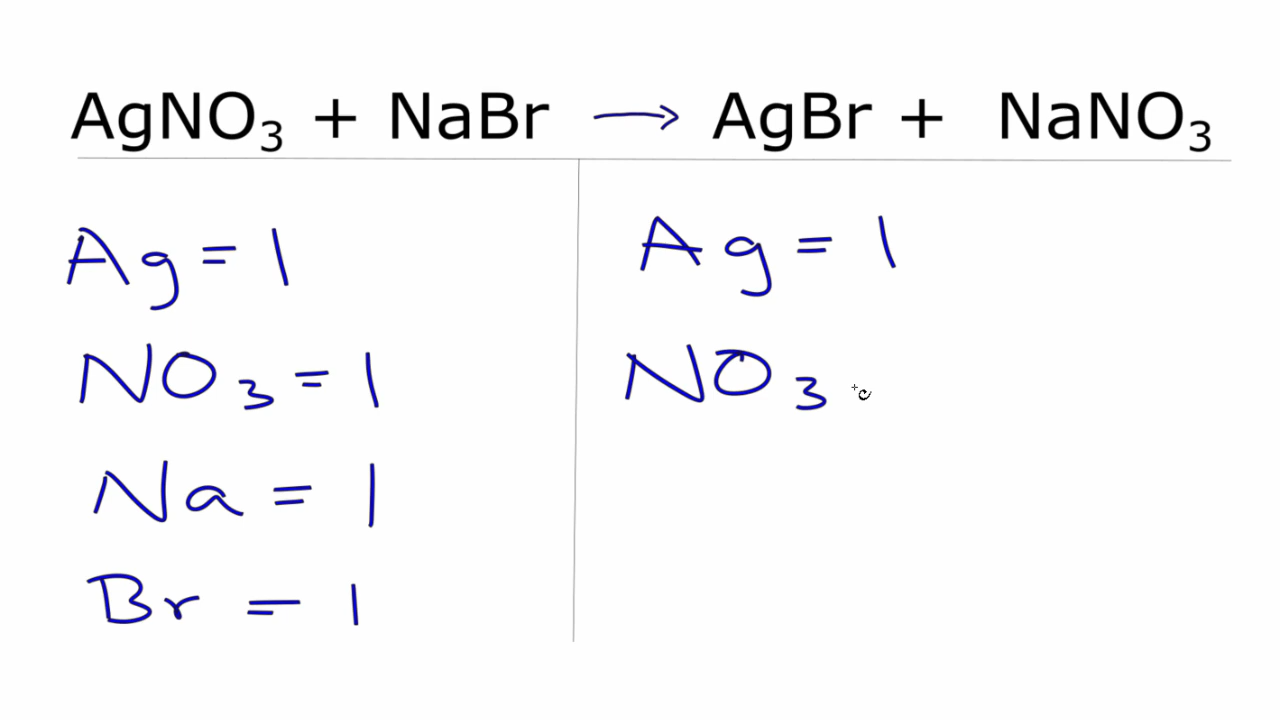 AgNO₃ + NaBr → AgBr + NaNO₃
Ag = 1
NO₃ = 1
Na = 1
Br = 1
Ag = 1
NO₃